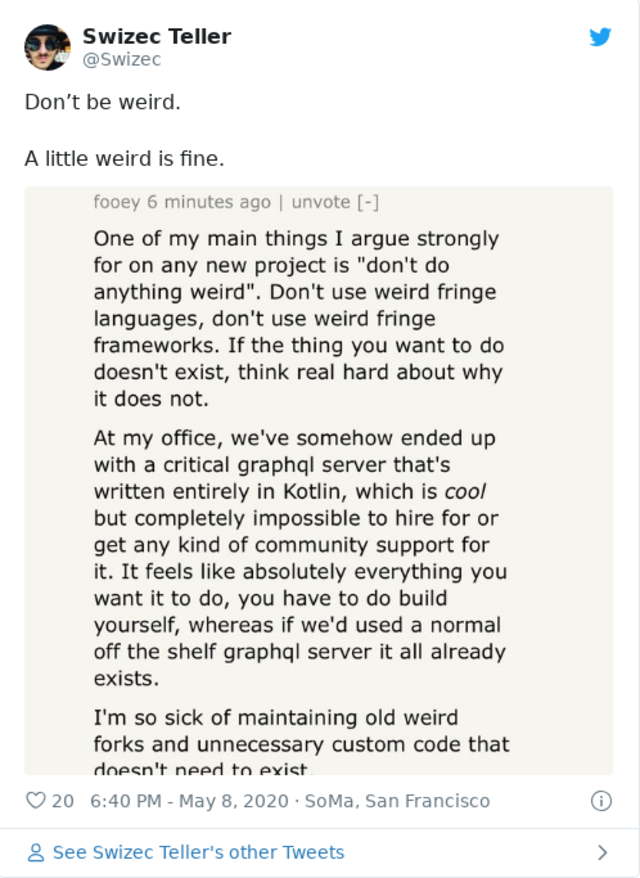 Swizec Teller
@Swizec
Don’t be weird.
A little weird is fine.
fooey 6 minutes ago | unvote [-]
One of my main things I argue strongly
for on any new project is "don't do
anything weird". Don't use weird fringe
languages, don't use weird fringe
frameworks. If the thing you want to do
doesn't exist, think real hard about why
it does not.
At my office, we've somehow ended up
with a critical graphql server that's
written entirely in Kotlin, which is cool
but completely impossible to hire for or
get any kind of community support for
it. It feels like absolutely everything you
want it to do, you have to do build
yourself, whereas if we'd used a normal
off the shelf graphql server it all already
exists.
I'm so sick of maintaining old weird
forks and unnecessary custom code that
doesn't need to exist.
20 6:40 PM - May 8, 2020 · SoMa, San Francisco
See Swizec Teller's other Tweets